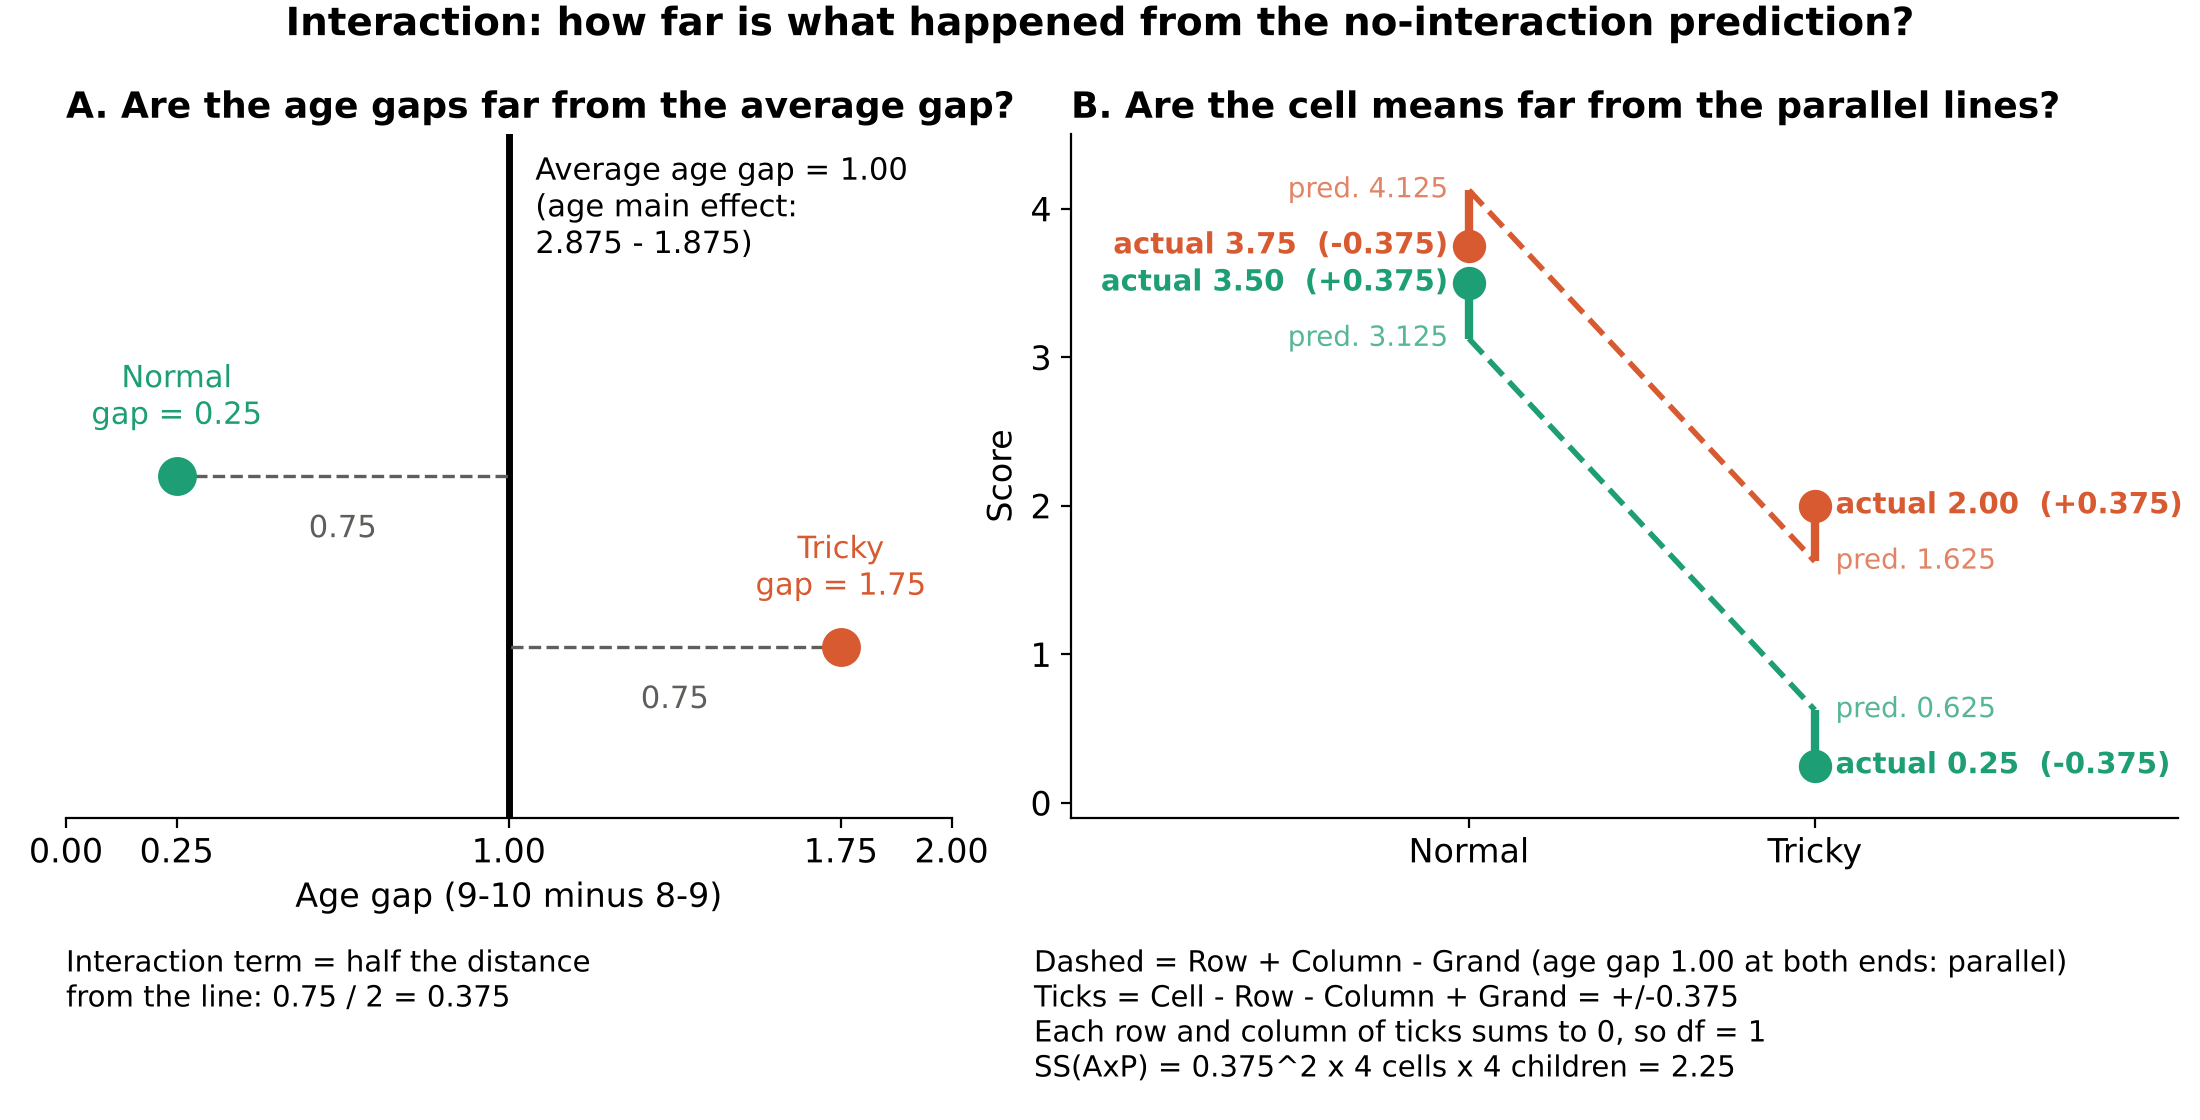 Interaction: how far is what happened from the no-interaction prediction?
A. Are the age gaps far from the average gap?
Average age gap = 1.00
(age main effect:
2.875 - 1.875)
Normal
gap = 0.25
0.75
Tricky
gap = 1.75
0.75
0.00 0.25 1.00 1.75 2.00
Age gap (9-10 minus 8-9)
Interaction term = half the distance
from the line: 0.75 / 2 = 0.375
B. Are the cell means far from the parallel lines?
Score
4
3
2
1
0
pred. 4.125
actual 3.75 (-0.375)
actual 3.50 (+0.375)
pred. 3.125
actual 2.00 (+0.375)
pred. 1.625
pred. 0.625
actual 0.25 (-0.375)
Normal Tricky
Dashed = Row + Column - Grand (age gap 1.00 at both ends: parallel)
Ticks = Cell - Row - Column + Grand = +/-0.375
Each row and column of ticks sums to 0, so df = 1
SS(AxP) = 0.375^2 x 4 cells x 4 children = 2.25